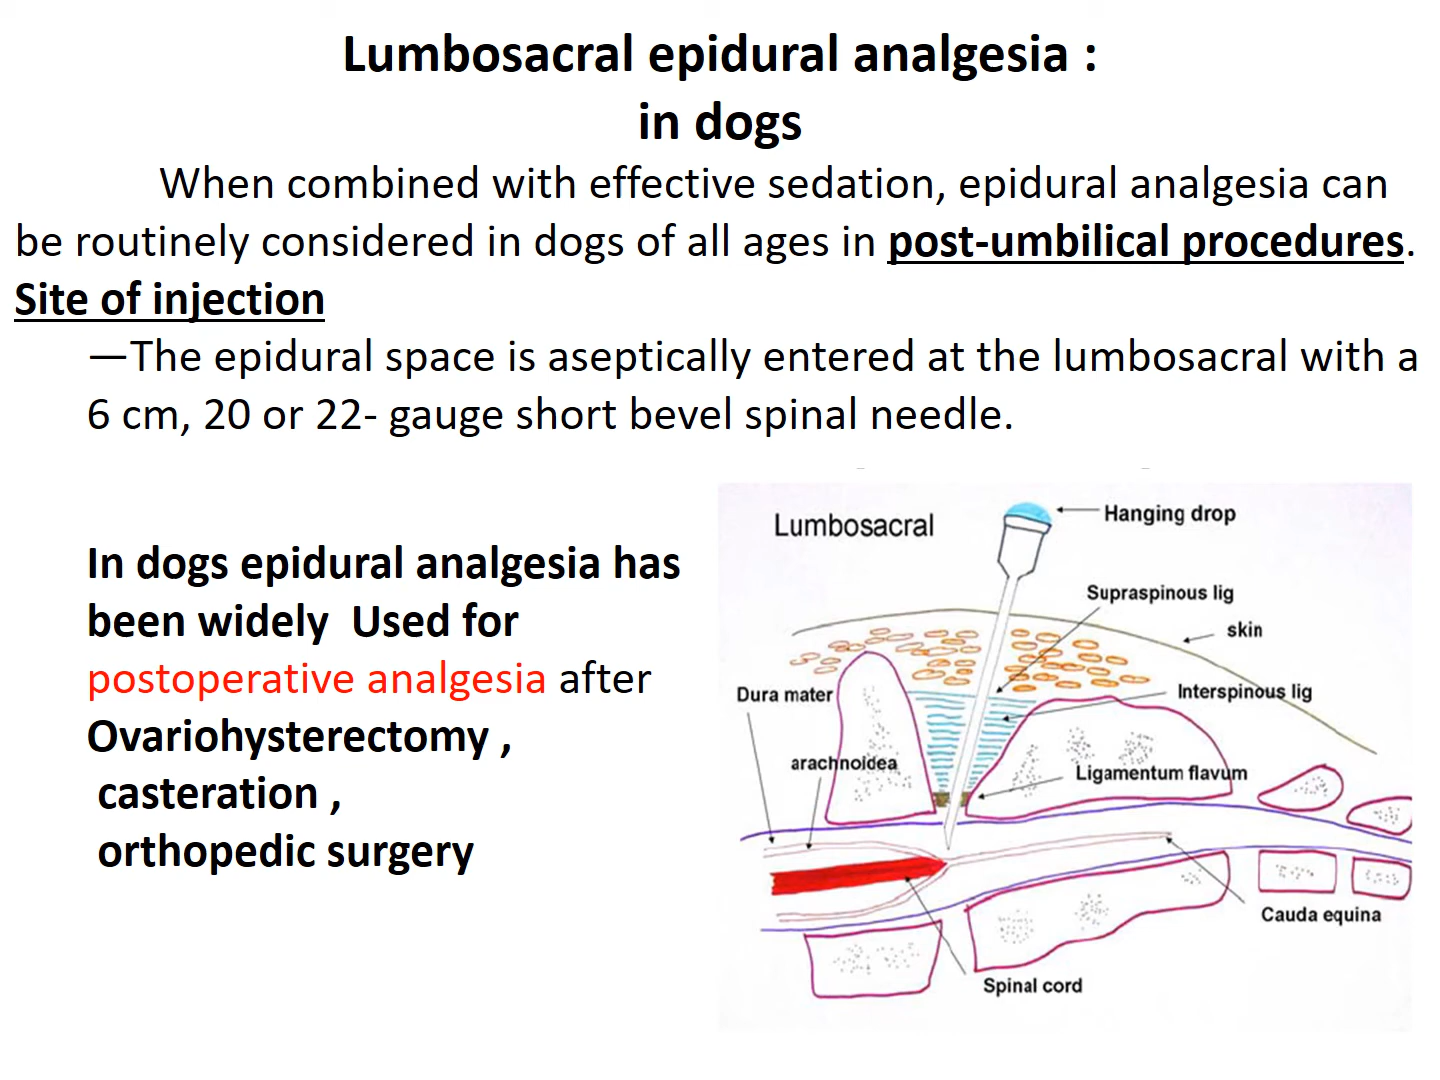 Lumbosacral epidural analgesia :
in dogs
When combined with effective sedation, epidural analgesia can
be routinely considered in dogs of all ages in post-umbilical procedures.
Site of injection
—The epidural space is aseptically entered at the lumbosacral with a
6 cm, 20 or 22- gauge short bevel spinal needle.
In dogs epidural analgesia has
been widely  Used for
postoperative analgesia after
Ovariohysterectomy ,
casteration ,
orthopedic surgery
Lumbosacral
Hanging drop
Supraspinous lig
skin
Interspinous lig
Dura mater
arachnoidea
Ligamentum flavum
Cauda equina
Spinal cord